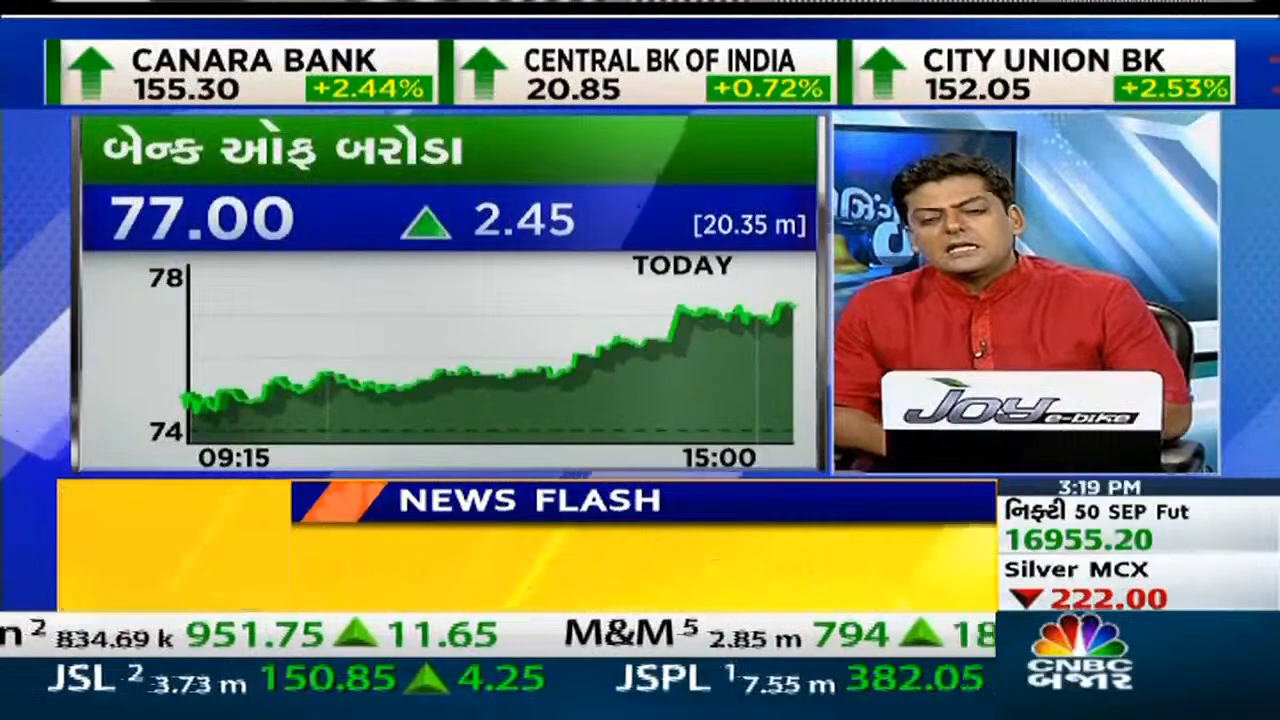 CANARA BANK
155.30 +2.44%
CENTRAL BK OF INDIA
20.85 +0.72%
CITY UNION BK
152.05 +2.53%
બેન્ક ઓફ બરોડા
77.00 2.45 [20.35 m]
TODAY
78
74
09:15 15:00
Joy e-bike
NEWS FLASH
3:19 PM
નિફ્ટી 50 SEP Fut
16955.20
Silver MCX
222.00
n 2 834.69 k 951.75 11.65 M&M 5 2.85 m 794 18
JSL 2 3.73 m 150.85 4.25 JSPL 1 7.55 m 382.05
CNBC
બજાર